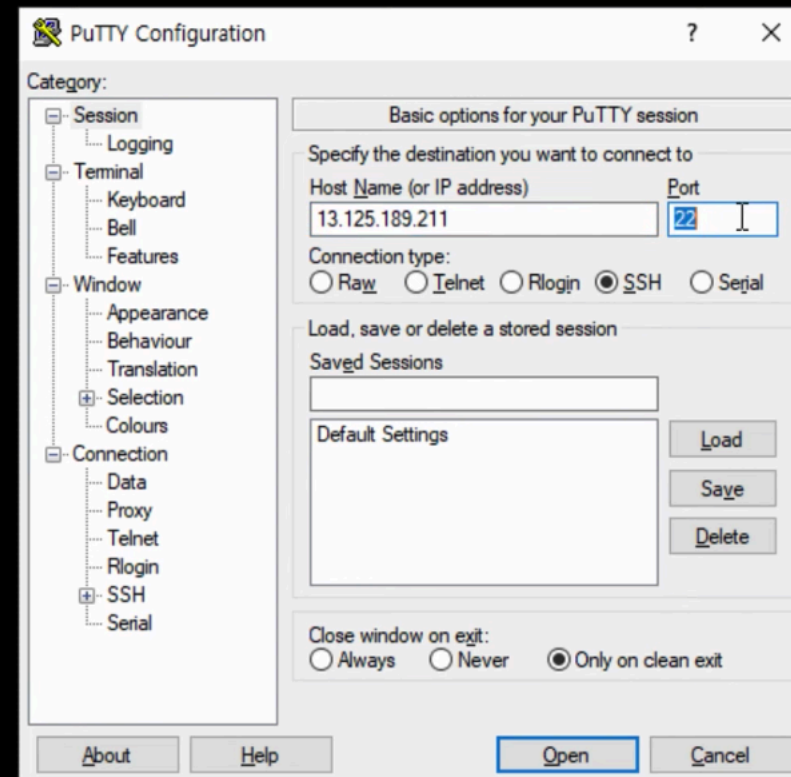 PuTTY Configuration
?
Category:
Session
Logging
Terminal
Keyboard
Bell
Features
Window
Appearance
Behaviour
Translation
Selection
Colours
Connection
Data
Proxy
Telnet
Rlogin
SSH
Serial
Basic options for your PuTTY session
Specify the destination you want to connect to
Host Name (or IP address) Port
13.125.189.211 22
Connection type:
Raw Telnet Rlogin SSH Serial
Load, save or delete a stored session
Saved Sessions
Default Settings
Load
Save
Delete
Close window on exit:
Always Never Only on clean exit
About Help Open Cancel